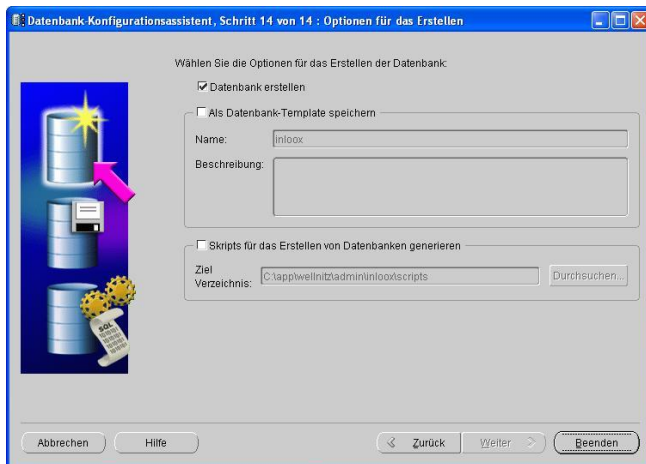 Datenbank-Konfigurationsassistent, Schritt 14 von 14 : Optionen für das Erstellen
Wählen Sie die Optionen für das Erstellen der Datenbank:
Datenbank erstellen
Als Datenbank-Template speichern
Name: inloox
Beschreibung:
Skripts für das Erstellen von Datenbanken generieren
Ziel
Verzeichnis: C:\app\wellnitz\admin\inloox\scripts Durchsuchen...
SQL
Abbrechen Hilfe Zurück Weiter Beenden